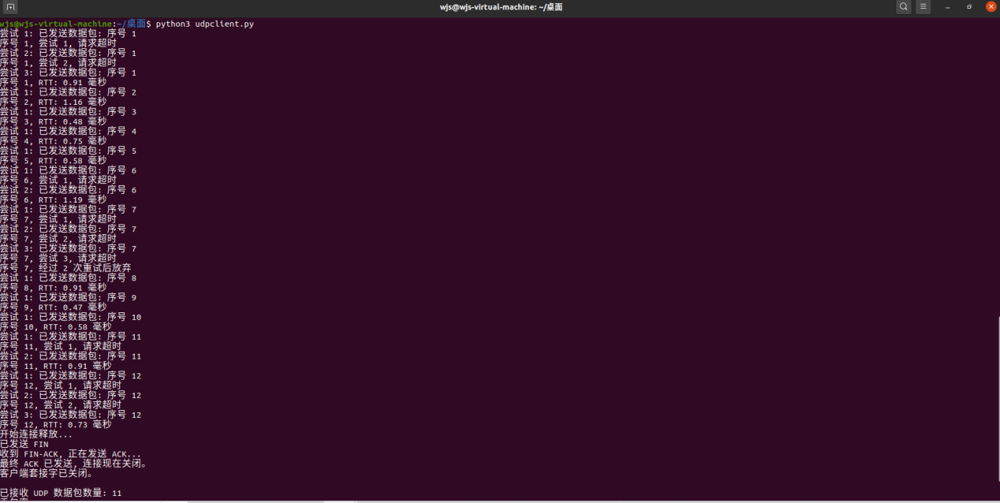 wjs@wjs-virtual-machine: ~/桌面
wjs@wjs-virtual-machine:~/桌面$ python3 udpclient.py
尝试 1: 已发送数据包: 序号 1
序号 1, 尝试 1, 请求超时
尝试 2: 已发送数据包: 序号 1
序号 1, 尝试 2, 请求超时
尝试 3: 已发送数据包: 序号 1
序号 1, RTT: 0.91 毫秒
尝试 1: 已发送数据包: 序号 2
序号 2, RTT: 1.16 毫秒
尝试 1: 已发送数据包: 序号 3
序号 3, RTT: 0.48 毫秒
尝试 1: 已发送数据包: 序号 4
序号 4, RTT: 0.75 毫秒
尝试 1: 已发送数据包: 序号 5
序号 5, RTT: 0.58 毫秒
尝试 1: 已发送数据包: 序号 6
序号 6, 尝试 1, 请求超时
尝试 2: 已发送数据包: 序号 6
序号 6, RTT: 1.19 毫秒
尝试 1: 已发送数据包: 序号 7
序号 7, 尝试 1, 请求超时
尝试 2: 已发送数据包: 序号 7
序号 7, 尝试 2, 请求超时
尝试 3: 已发送数据包: 序号 7
序号 7, 尝试 3, 请求超时
序号 7, 经过 2 次重试后放弃
尝试 1: 已发送数据包: 序号 8
序号 8, RTT: 0.91 毫秒
尝试 1: 已发送数据包: 序号 9
序号 9, RTT: 0.47 毫秒
尝试 1: 已发送数据包: 序号 10
序号 10, RTT: 0.58 毫秒
尝试 1: 已发送数据包: 序号 11
序号 11, 尝试 1, 请求超时
尝试 2: 已发送数据包: 序号 11
序号 11, RTT: 0.91 毫秒
尝试 1: 已发送数据包: 序号 12
序号 12, 尝试 1, 请求超时
尝试 2: 已发送数据包: 序号 12
序号 12, 尝试 2, 请求超时
尝试 3: 已发送数据包: 序号 12
序号 12, RTT: 0.73 毫秒
开始连接释放...
已发送 FIN
收到 FIN-ACK, 正在发送 ACK...
最终 ACK 已发送, 连接现在关闭。
客户端套接字已关闭。
已接收 UDP 数据包数量: 11